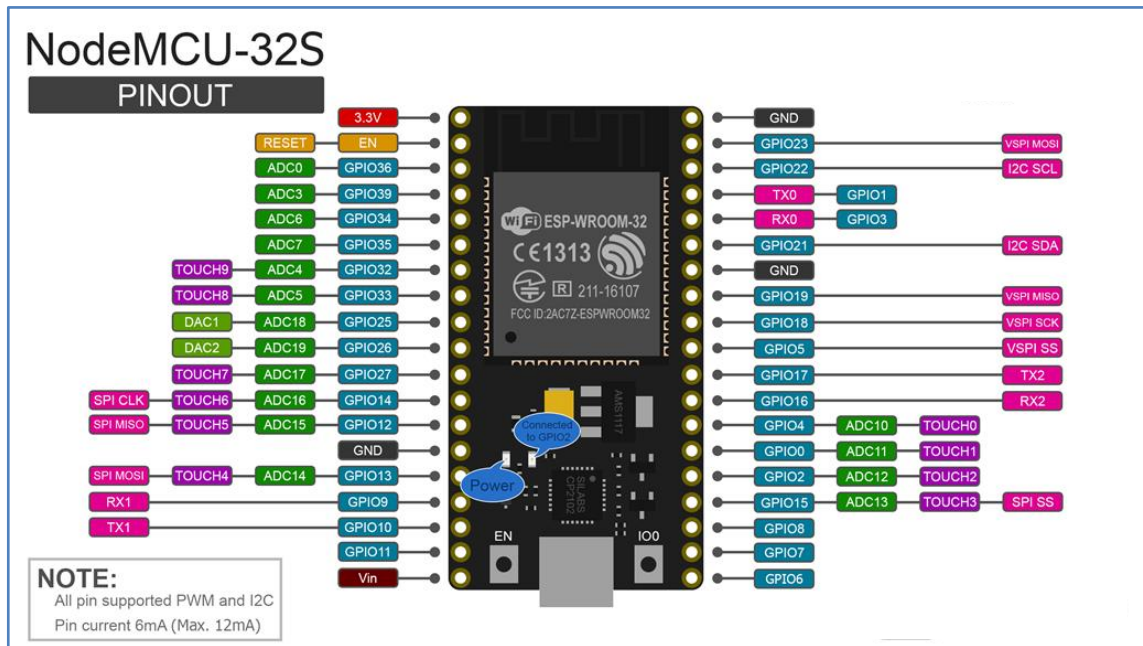 NodeMCU-32S
PINOUT
3.3V GND
RESET EN GPIO23 VSPI MOSI
ADC0 GPIO36 GPIO22 I2C SCL
ADC3 GPIO39 TX0 GPIO1
ADC6 GPIO34 RX0 GPIO3
ADC7 GPIO35 GPIO21 I2C SDA
TOUCH9 ADC4 GPIO32 GND
TOUCH8 ADC5 GPIO33 GPIO19 VSPI MISO
DAC1 ADC18 GPIO25 GPIO18 VSPI SCK
DAC2 ADC19 GPIO26 GPIO5 VSPI SS
TOUCH7 ADC17 GPIO27 GPIO17 TX2
SPI CLK TOUCH6 ADC16 GPIO14 GPIO16 RX2
SPI MISO TOUCH5 ADC15 GPIO12 GPIO4 ADC10 TOUCH0
GND GPIO0 ADC11 TOUCH1
SPI MOSI TOUCH4 ADC14 GPIO13 GPIO2 ADC12 TOUCH2
RX1 GPIO9 GPIO15 ADC13 TOUCH3 SPI SS
TX1 GPIO10 GPIO8
GPIO11 GPIO7
Vin GPIO6
WiFi ESP-WROOM-32
CE1313
R 211-16107
FCC ID:2AC7Z-ESPWROOM32
AMS1117
Connected
to GPIO2
Power
SILABS
CP2102
EN IO0
NOTE:
All pin supported PWM and I2C
Pin current 6mA (Max. 12mA)